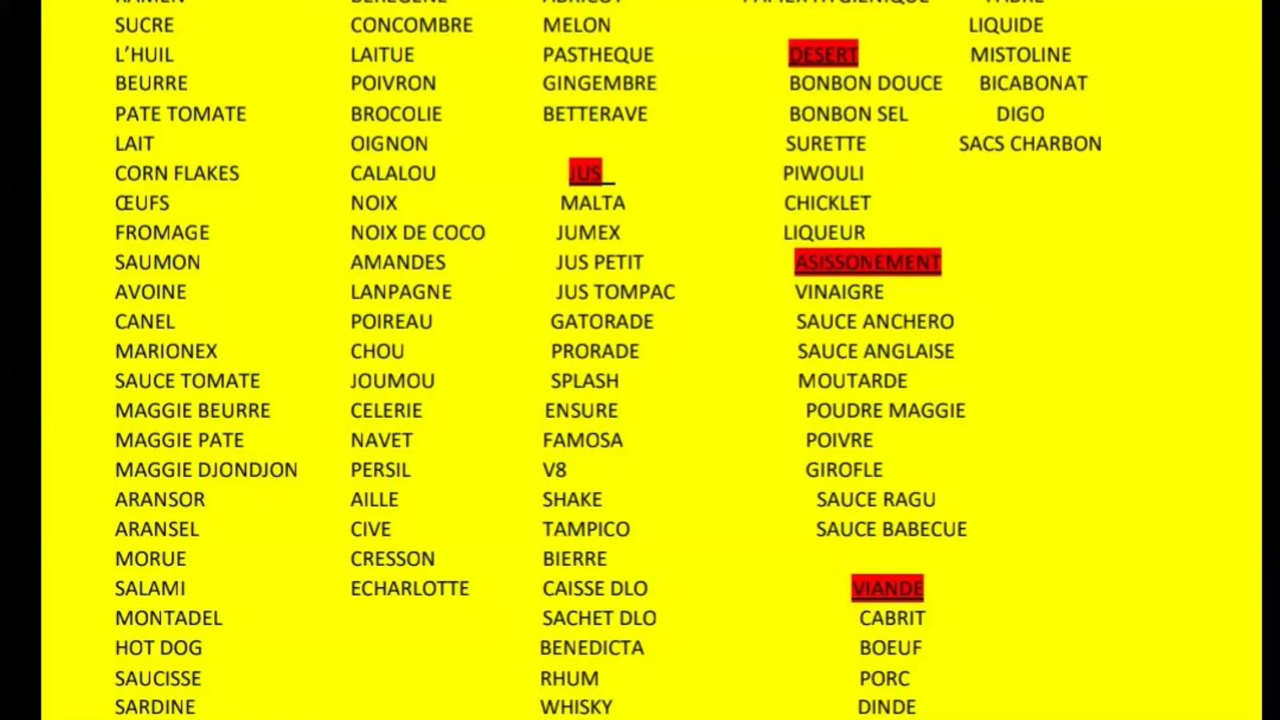 RAMEN BEREGENE ABRICOT PAPIER HYGIENIQUE FABLE
SUCRE CONCOMBRE MELON LIQUIDE
L’HUIL LAITUE PASTHEQUE DESERT MISTOLINE
BEURRE POIVRON GINGEMBRE BONBON DOUCE BICABONAT
PATE TOMATE BROCOLIE BETTERAVE BONBON SEL DIGO
LAIT OIGNON SURETTE SACS CHARBON
CORN FLAKES CALALOU JUS PIWOULI
ŒUFS NOIX MALTA CHICKLET
FROMAGE NOIX DE COCO JUMEX LIQUEUR
SAUMON AMANDES JUS PETIT ASISSONEMENT
AVOINE LANPAGNE JUS TOMPAC VINAIGRE
CANEL POIREAU GATORADE SAUCE ANCHERO
MARIONEX CHOU PRORADE SAUCE ANGLAISE
SAUCE TOMATE JOUMOU SPLASH MOUTARDE
MAGGIE BEURRE CELERIE ENSURE POUDRE MAGGIE
MAGGIE PATE NAVET FAMOSA POIVRE
MAGGIE DJONDJON PERSIL V8 GIROFLE
ARANSOR AILLE SHAKE SAUCE RAGU
ARANSEL CIVE TAMPICO SAUCE BABECUE
MORUE CRESSON BIERRE
SALAMI ECHARLOTTE CAISSE DLO VIANDE
MONTADEL SACHET DLO CABRIT
HOT DOG BENEDICTA BOEUF
SAUCISSE RHUM PORC
SARDINE WHISKY DINDE